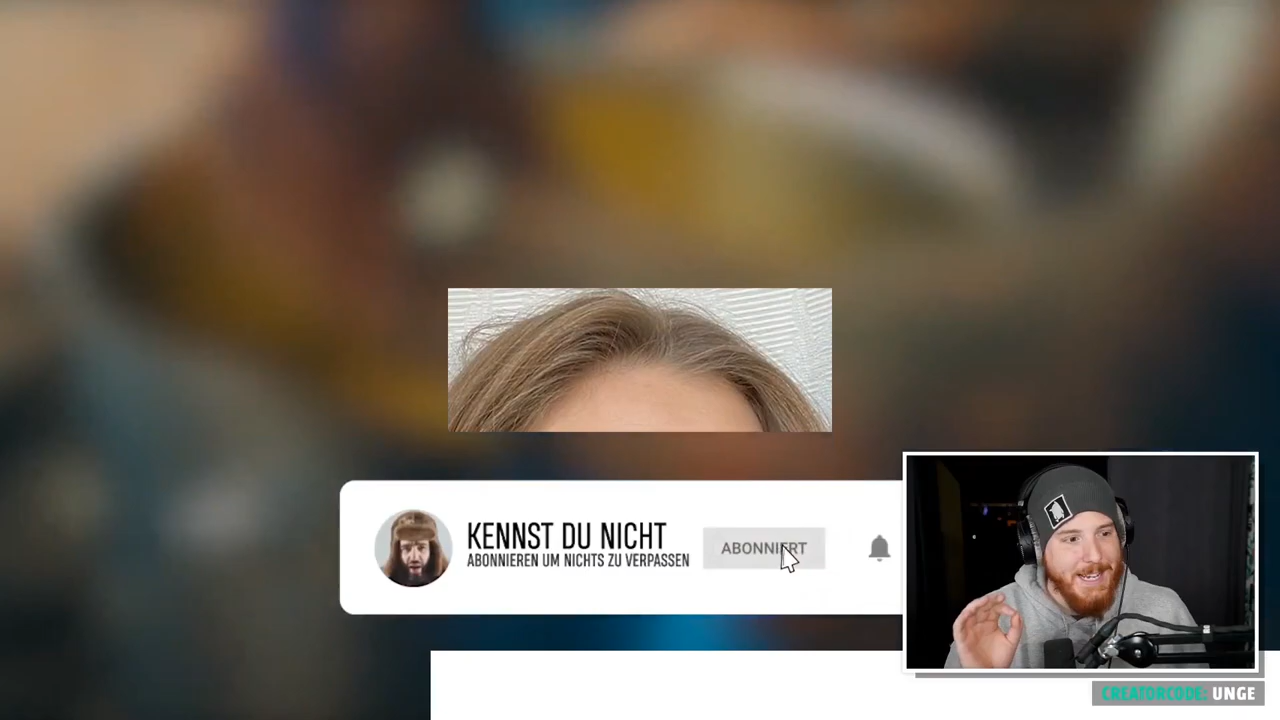 KENNST DU NICHT
ABONNIEREN UM NICHTS ZU VERPASSEN
ABONNIERT
CREATORCODE: UNGE